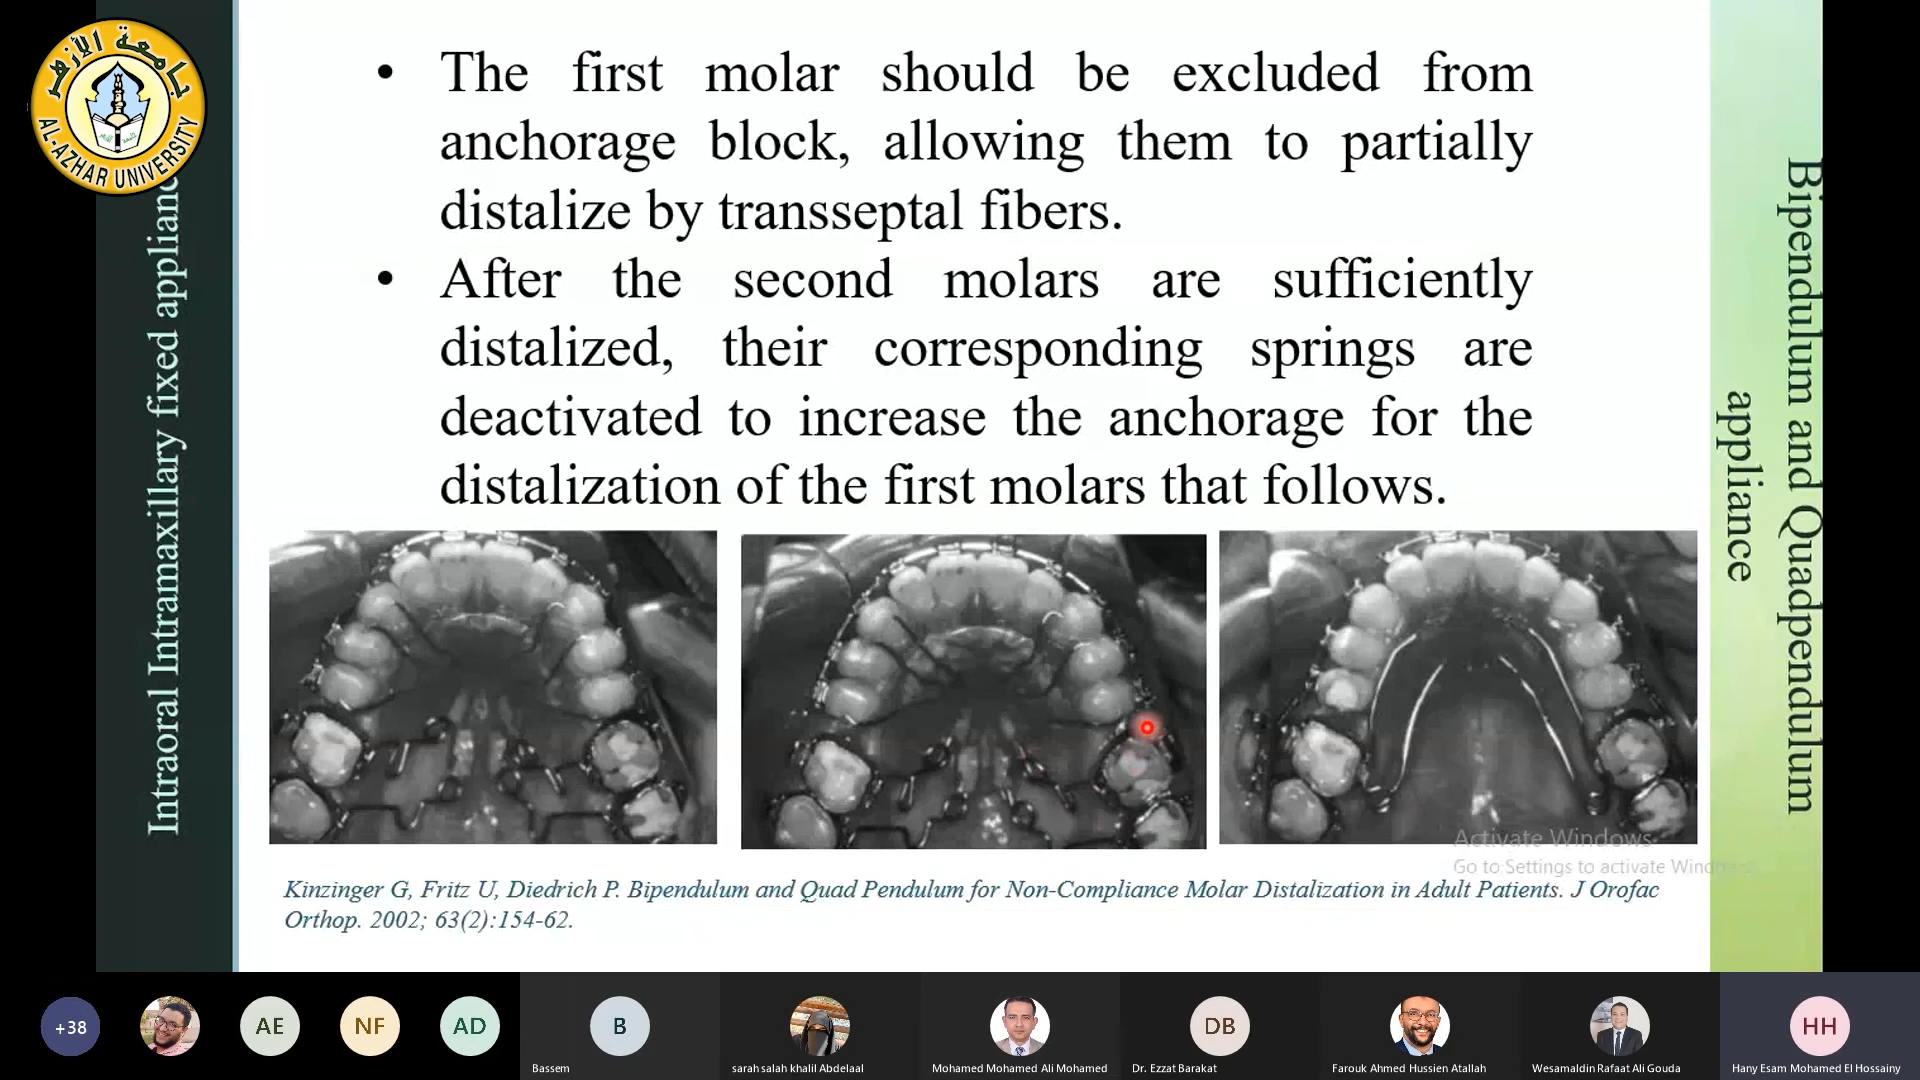 جامعة الأزهر
AL-AZHAR UNIVERSITY
Intraoral Intramaxillary fixed
• The first molar should be excluded from
anchorage block, allowing them to partially
distalize by transseptal fibers.
• After the second molars are sufficiently
distalized, their corresponding springs are
deactivated to increase the anchorage for the
distalization of the first molars that follows.
Bipendulum and Quadpendulum
appliance
Activate Windows
Go to Settings to activate Windows
Kinzinger G, Fritz U, Diedrich P. Bipendulum and Quad Pendulum for Non-Compliance Molar Distalization in Adult Patients. J Orofac
Orthop. 2002; 63(2):154-62.
+38
AE
NF
AD
B
DB
HH
Bassem
sarah salah khalil Abdelaal
Mohamed Mohamed Ali Mohamed
Dr. Ezzat Barakat
Farouk Ahmed Hussien Atallah
Wesamaldin Rafaat Ali Gouda
Hany Esam Mohamed El Hossainy